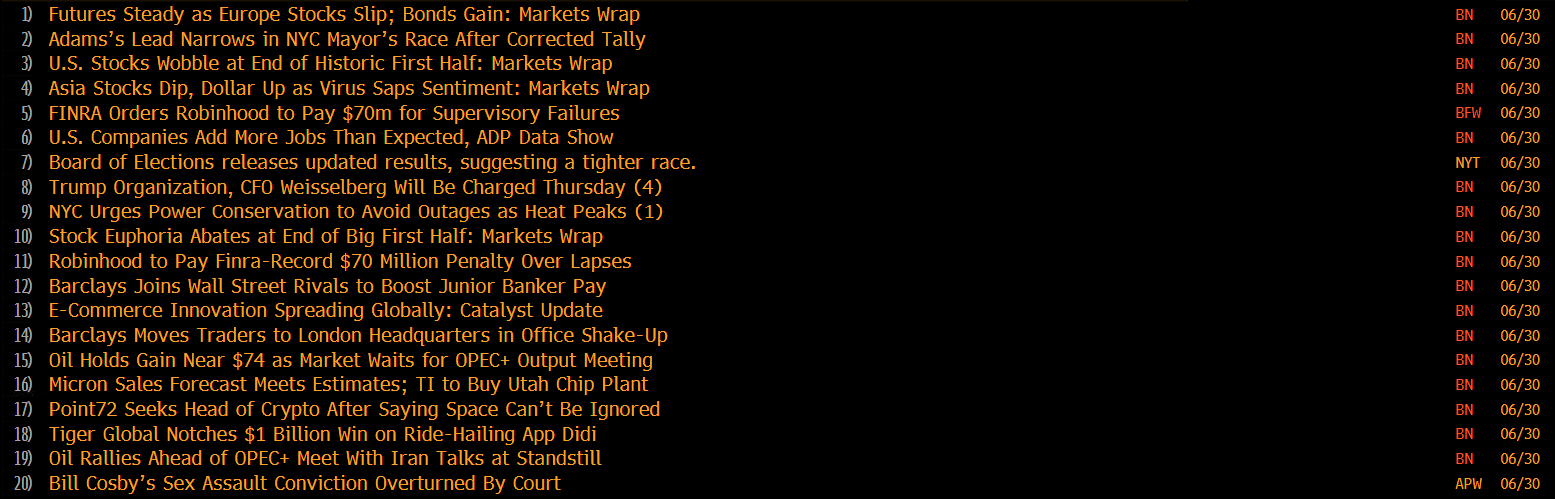 1) Futures Steady as Europe Stocks Slip; Bonds Gain: Markets Wrap BN 06/30
2) Adams’s Lead Narrows in NYC Mayor’s Race After Corrected Tally BN 06/30
3) U.S. Stocks Wobble at End of Historic First Half: Markets Wrap BN 06/30
4) Asia Stocks Dip, Dollar Up as Virus Saps Sentiment: Markets Wrap BN 06/30
5) FINRA Orders Robinhood to Pay $70m for Supervisory Failures BFW 06/30
6) U.S. Companies Add More Jobs Than Expected, ADP Data Show BN 06/30
7) Board of Elections releases updated results, suggesting a tighter race. NYT 06/30
8) Trump Organization, CFO Weisselberg Will Be Charged Thursday (4) BN 06/30
9) NYC Urges Power Conservation to Avoid Outages as Heat Peaks (1) BN 06/30
10) Stock Euphoria Abates at End of Big First Half: Markets Wrap BN 06/30
11) Robinhood to Pay Finra-Record $70 Million Penalty Over Lapses BN 06/30
12) Barclays Joins Wall Street Rivals to Boost Junior Banker Pay BN 06/30
13) E-Commerce Innovation Spreading Globally: Catalyst Update BN 06/30
14) Barclays Moves Traders to London Headquarters in Office Shake-Up BN 06/30
15) Oil Holds Gain Near $74 as Market Waits for OPEC+ Output Meeting BN 06/30
16) Micron Sales Forecast Meets Estimates; TI to Buy Utah Chip Plant BN 06/30
17) Point72 Seeks Head of Crypto After Saying Space Can’t Be Ignored BN 06/30
18) Tiger Global Notches $1 Billion Win on Ride-Hailing App Didi BN 06/30
19) Oil Rallies Ahead of OPEC+ Meet With Iran Talks at Standstill BN 06/30
20) Bill Cosby’s Sex Assault Conviction Overturned By Court APW 06/30